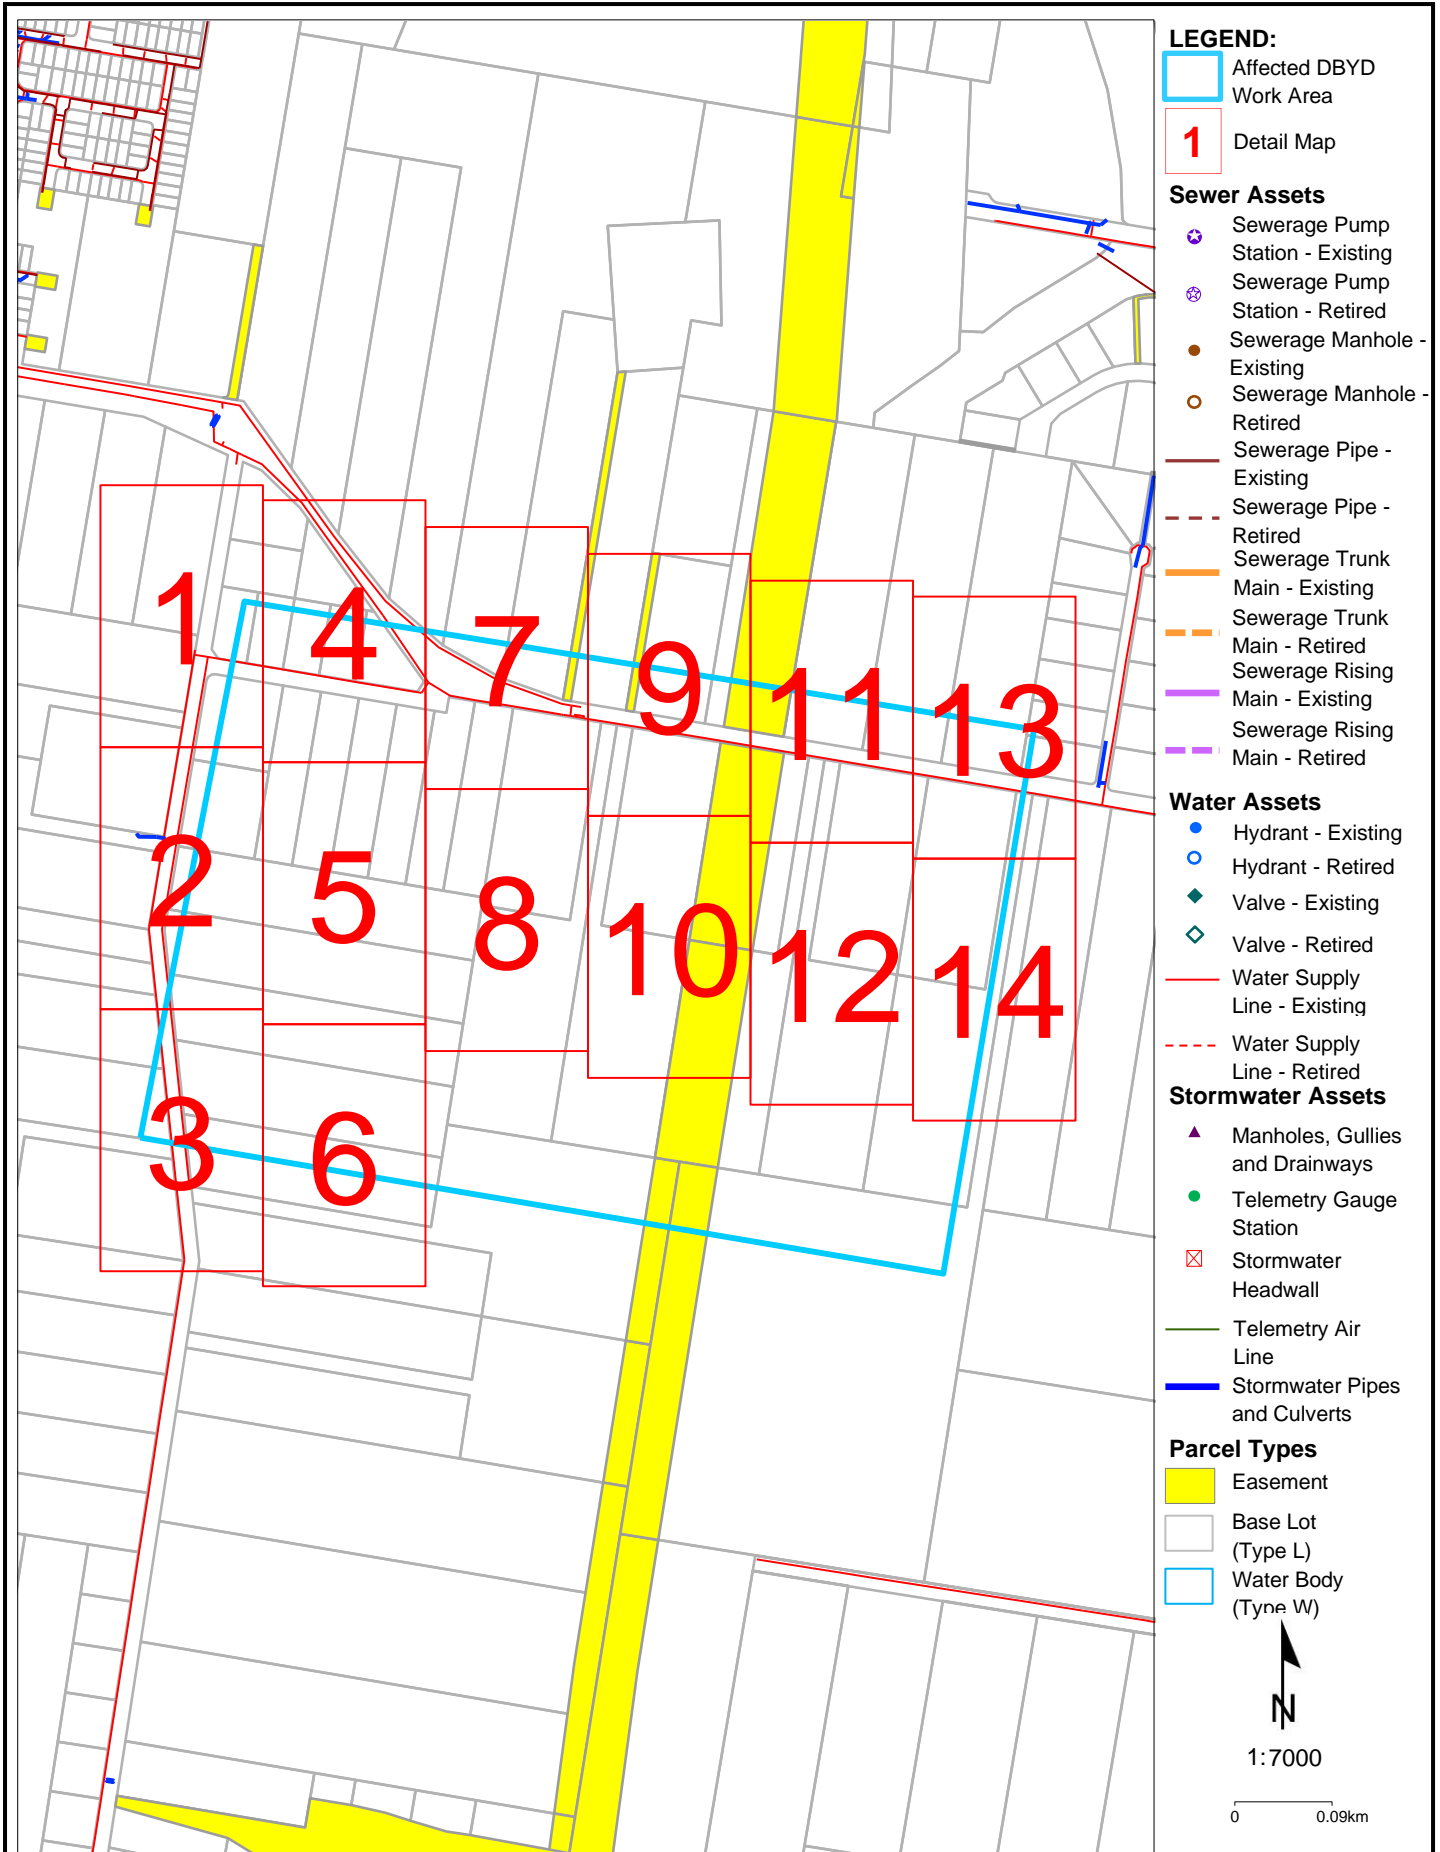 1
4
7
9
11
13
2
5
8
10
12
14
3
6
LEGEND:
Affected DBYD
Work Area
1
Detail Map
Sewer Assets
Sewerage Pump
Station - Existing
Sewerage Pump
Station - Retired
Sewerage Manhole -
Existing
Sewerage Manhole -
Retired
Sewerage Pipe -
Existing
Sewerage Pipe -
Retired
Sewerage Trunk
Main - Existing
Sewerage Trunk
Main - Retired
Sewerage Rising
Main - Existing
Sewerage Rising
Main - Retired
Water Assets
Hydrant - Existing
Hydrant - Retired
Valve - Existing
Valve - Retired
Water Supply
Line - Existing
Water Supply
Line - Retired
Stormwater Assets
Manholes, Gullies
and Drainways
Telemetry Gauge
Station
Stormwater
Headwall
Telemetry Air
Line
Stormwater Pipes
and Culverts
Parcel Types
Easement
Base Lot
(Type L)
Water Body
(Type W)
N
1:7000
0 0.09km